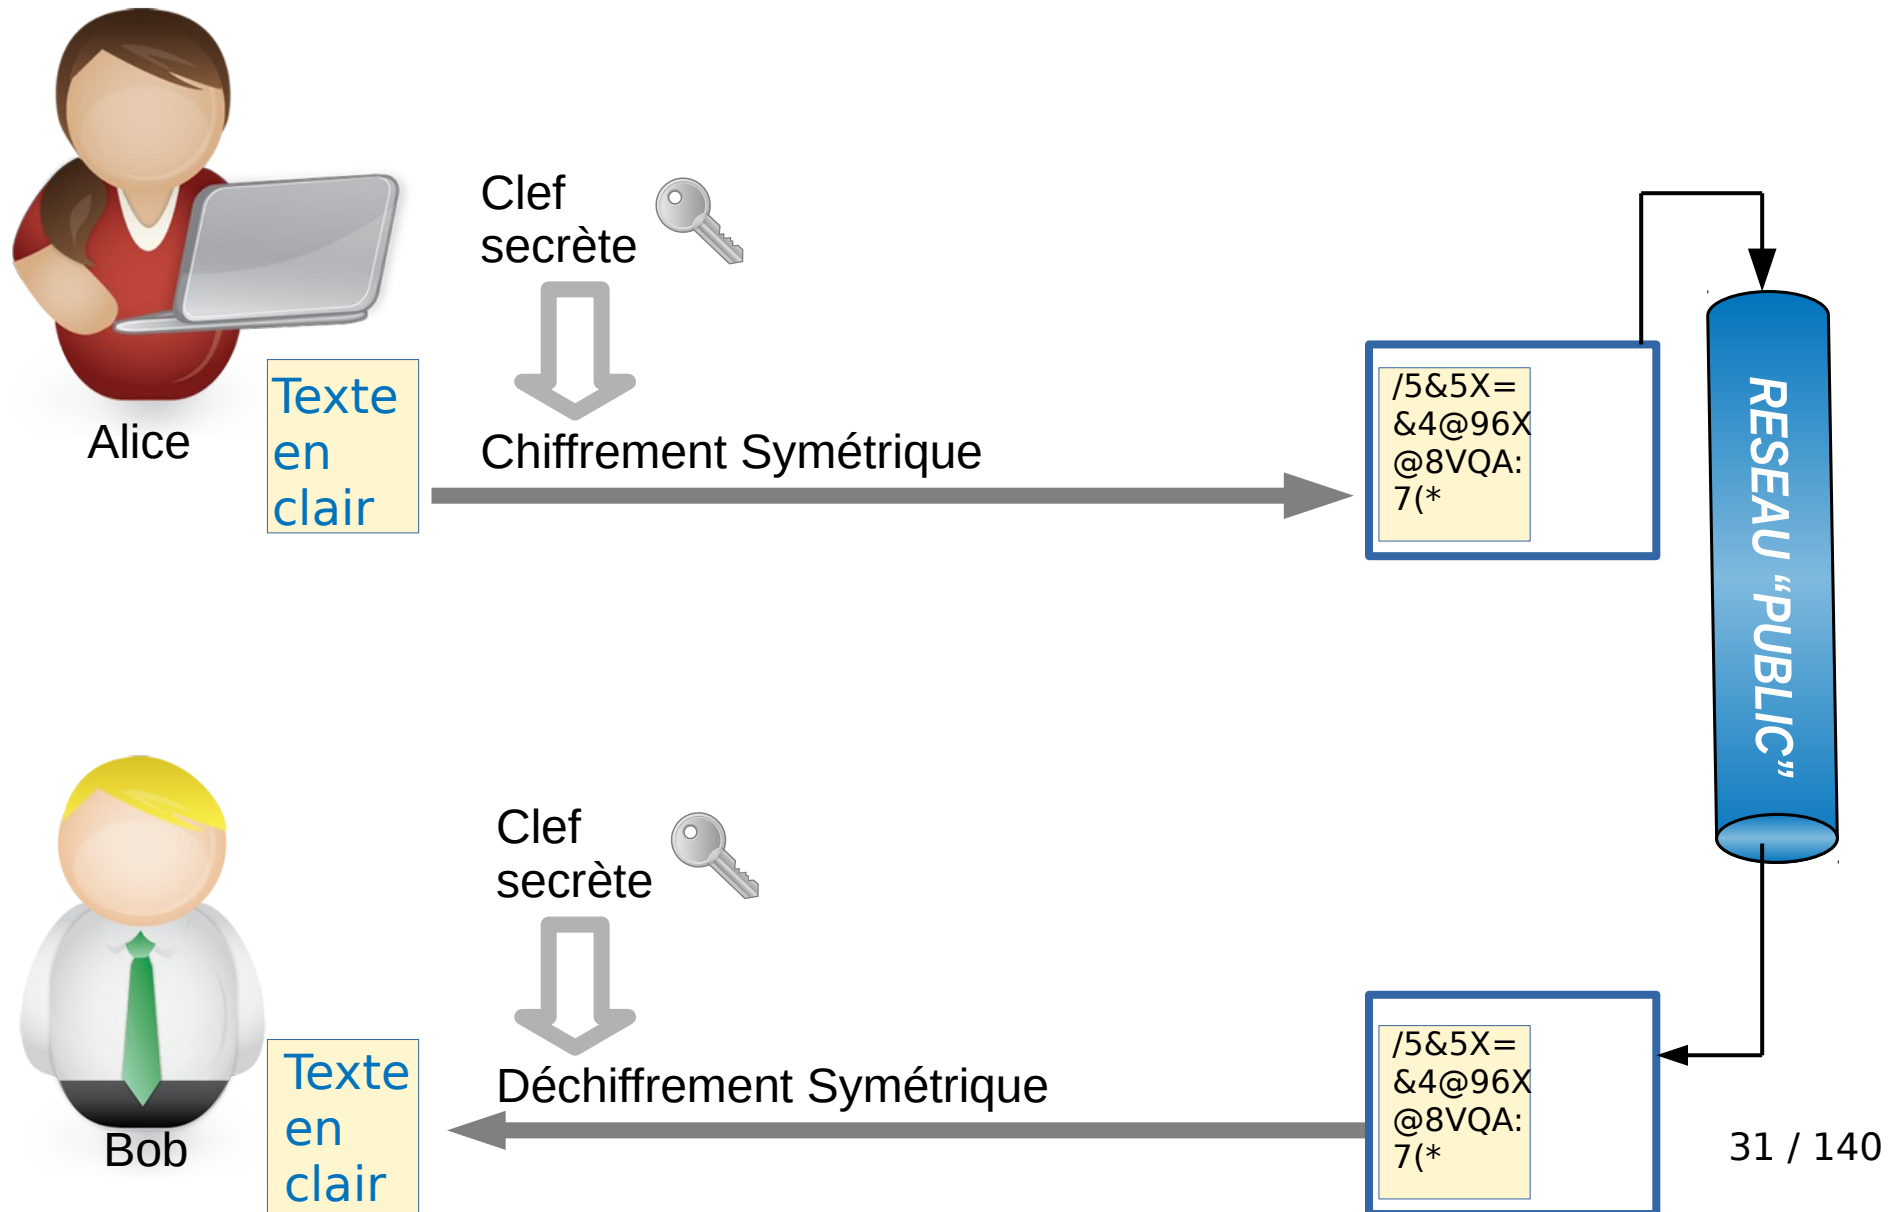 Clef
secrète
Alice
Texte
en
clair
Chiffrement Symétrique
/5&5X=
&4@96X
@8VQA:
7(*
RESEAU “PUBLIC”
Clef
secrète
Bob
Texte
en
clair
Déchiffrement Symétrique
/5&5X=
&4@96X
@8VQA:
7(*
31 / 140